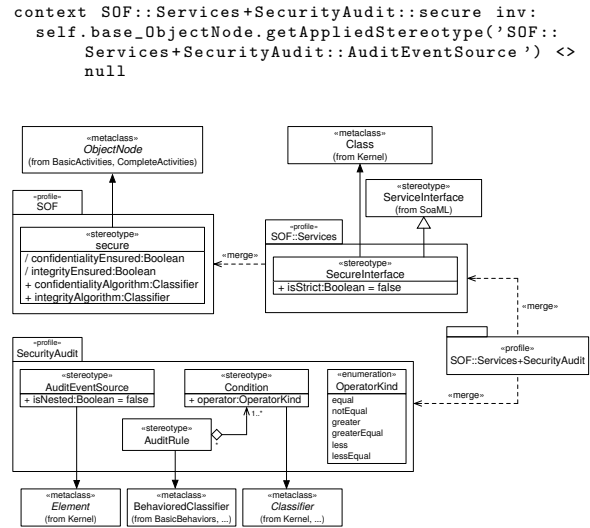 context SOF::Services+SecurityAudit::secure inv:
self.base_ObjectNode.getAppliedStereotype('SOF::
Services+SecurityAudit::AuditEventSource') <>
null
«metaclass»
ObjectNode
(from BasicActivities, CompleteActivities)
«metaclass»
Class
(from Kernel)
«stereotype»
ServiceInterface
(from SoaML)
«profile»
SOF
«stereotype»
secure
/ confidentialityEnsured:Boolean
/ integrityEnsured:Boolean
+ confidentialityAlgorithm:Classifier
+ integrityAlgorithm:Classifier
«merge»
«profile»
SOF::Services
«stereotype»
SecureInterface
+ isStrict:Boolean = false
«merge»
«profile»
SOF::Services+SecurityAudit
«merge»
«profile»
SecurityAudit
«stereotype»
AuditEventSource
+ isNested:Boolean = false
«stereotype»
Condition
+ operator:OperatorKind
1..*
*
«stereotype»
AuditRule
«enumeration»
OperatorKind
equal
notEqual
greater
greaterEqual
less
lessEqual
«metaclass»
Element
(from Kernel)
«metaclass»
BehavioredClassifier
(from BasicBehaviors, ...)
«metaclass»
Classifier
(from Kernel, ...)